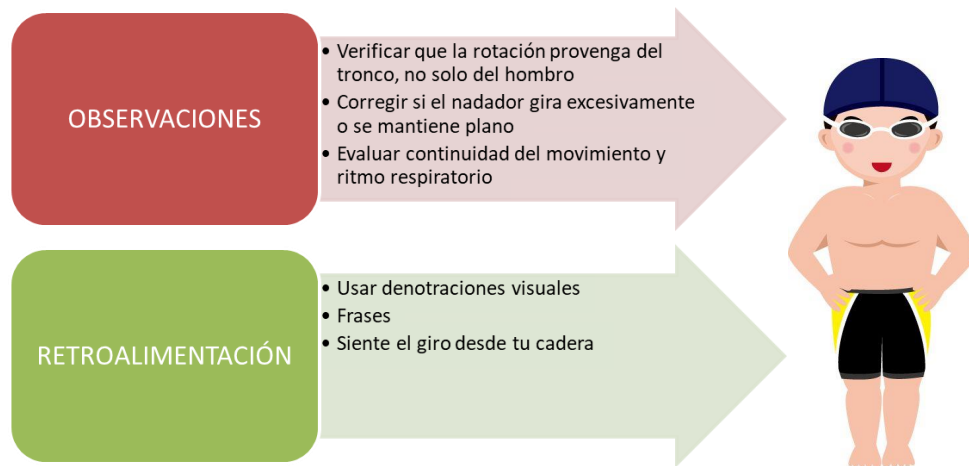 OBSERVACIONES
• Verificar que la rotación provenga del
tronco, no solo del hombro
• Corregir si el nadador gira excesivamente
o se mantiene plano
• Evaluar continuidad del movimiento y
ritmo respiratorio
RETROALIMENTACIÓN
• Usar denotraciones visuales
• Frases
• Siente el giro desde tu cadera